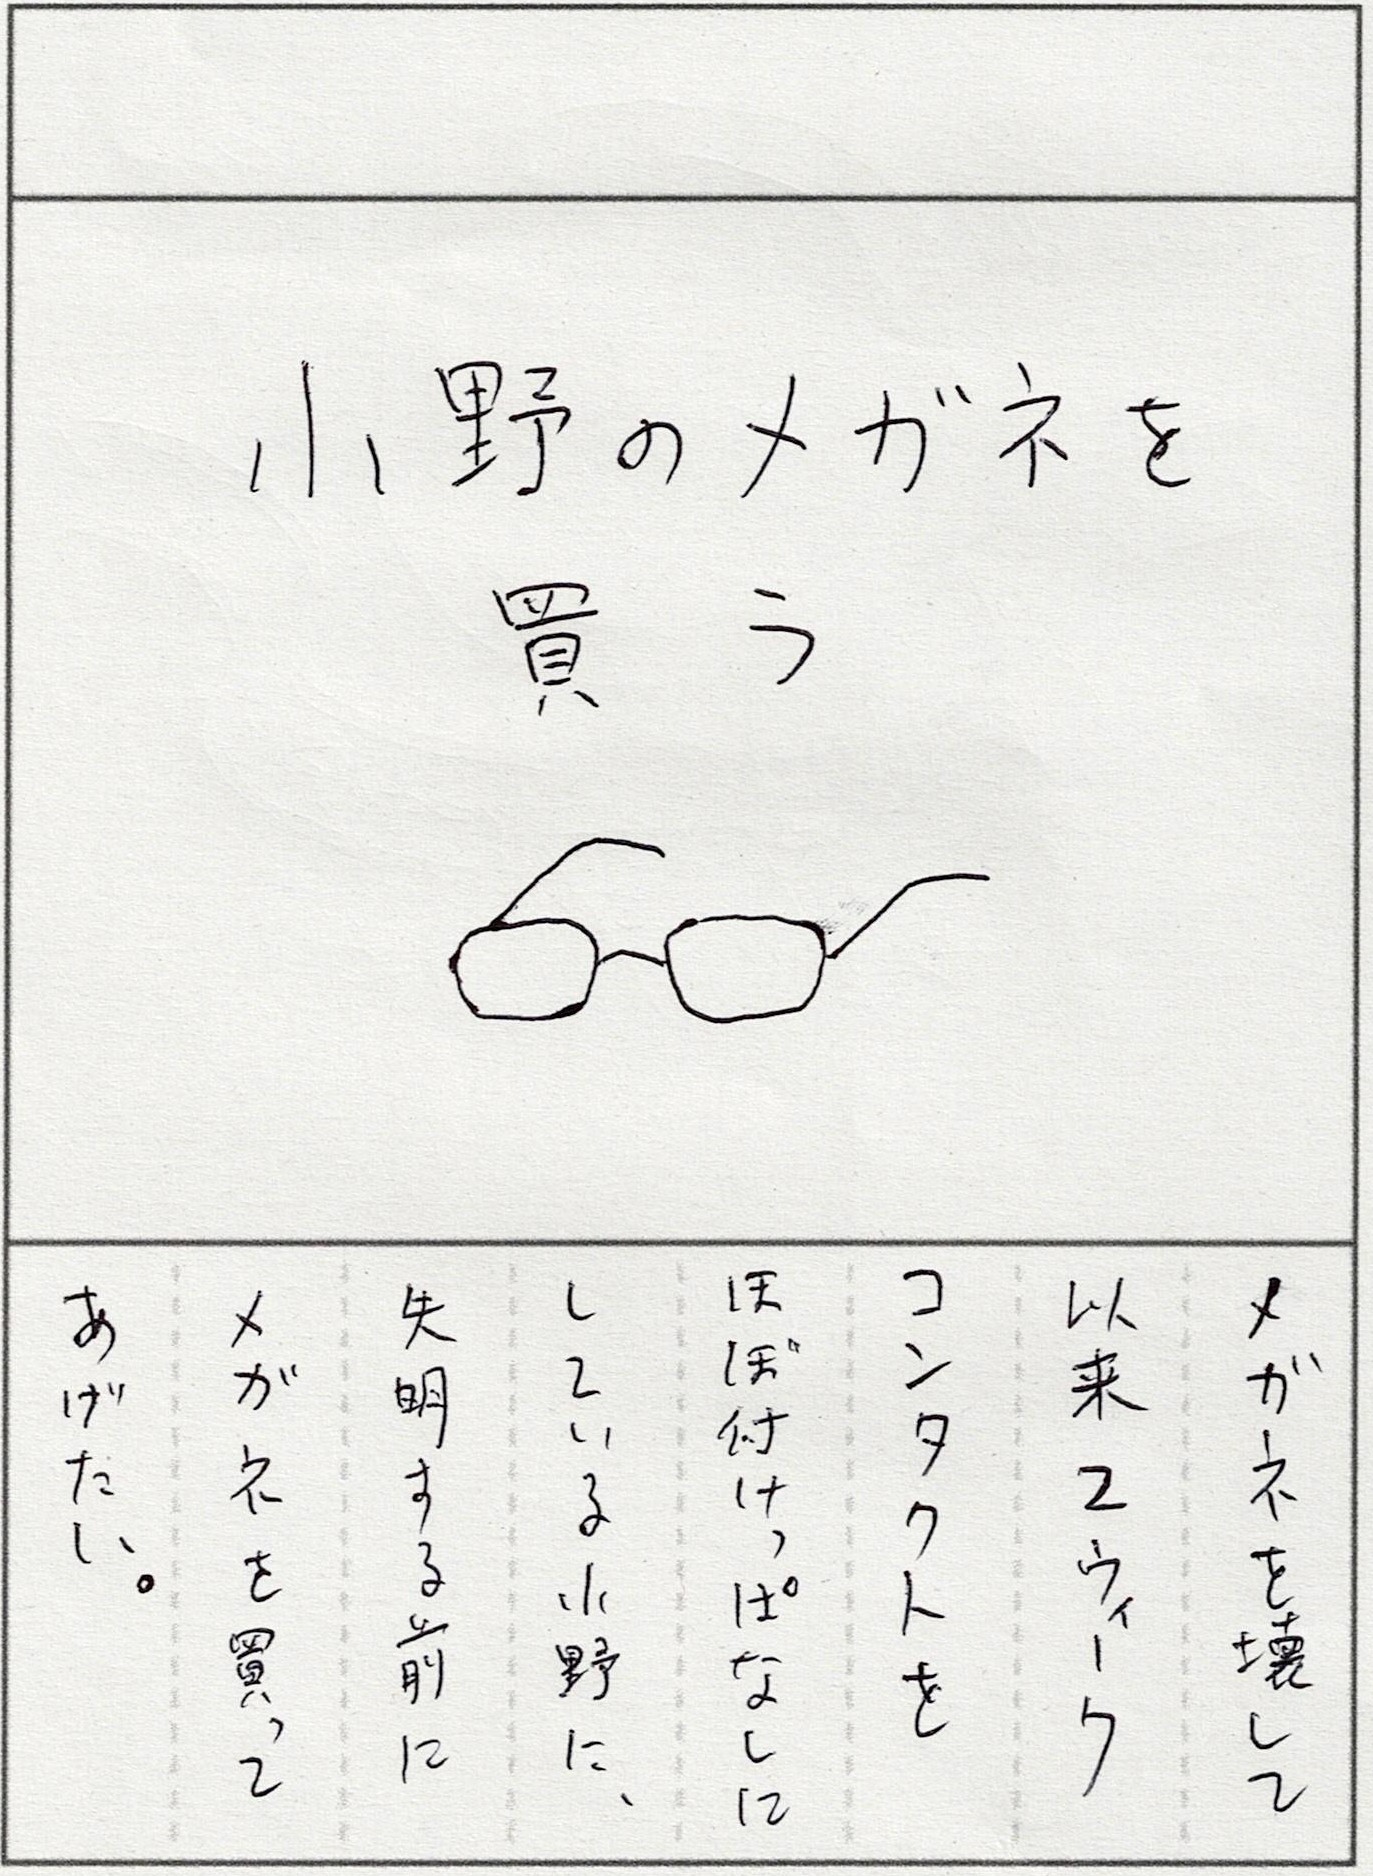 小野のメガネを
買う
メガネを壊して
以来2ウィーク
コンタクトを
ほぼ付けっぱなしに
している小野に、
失明する前に
メガネを買って
あげたい。